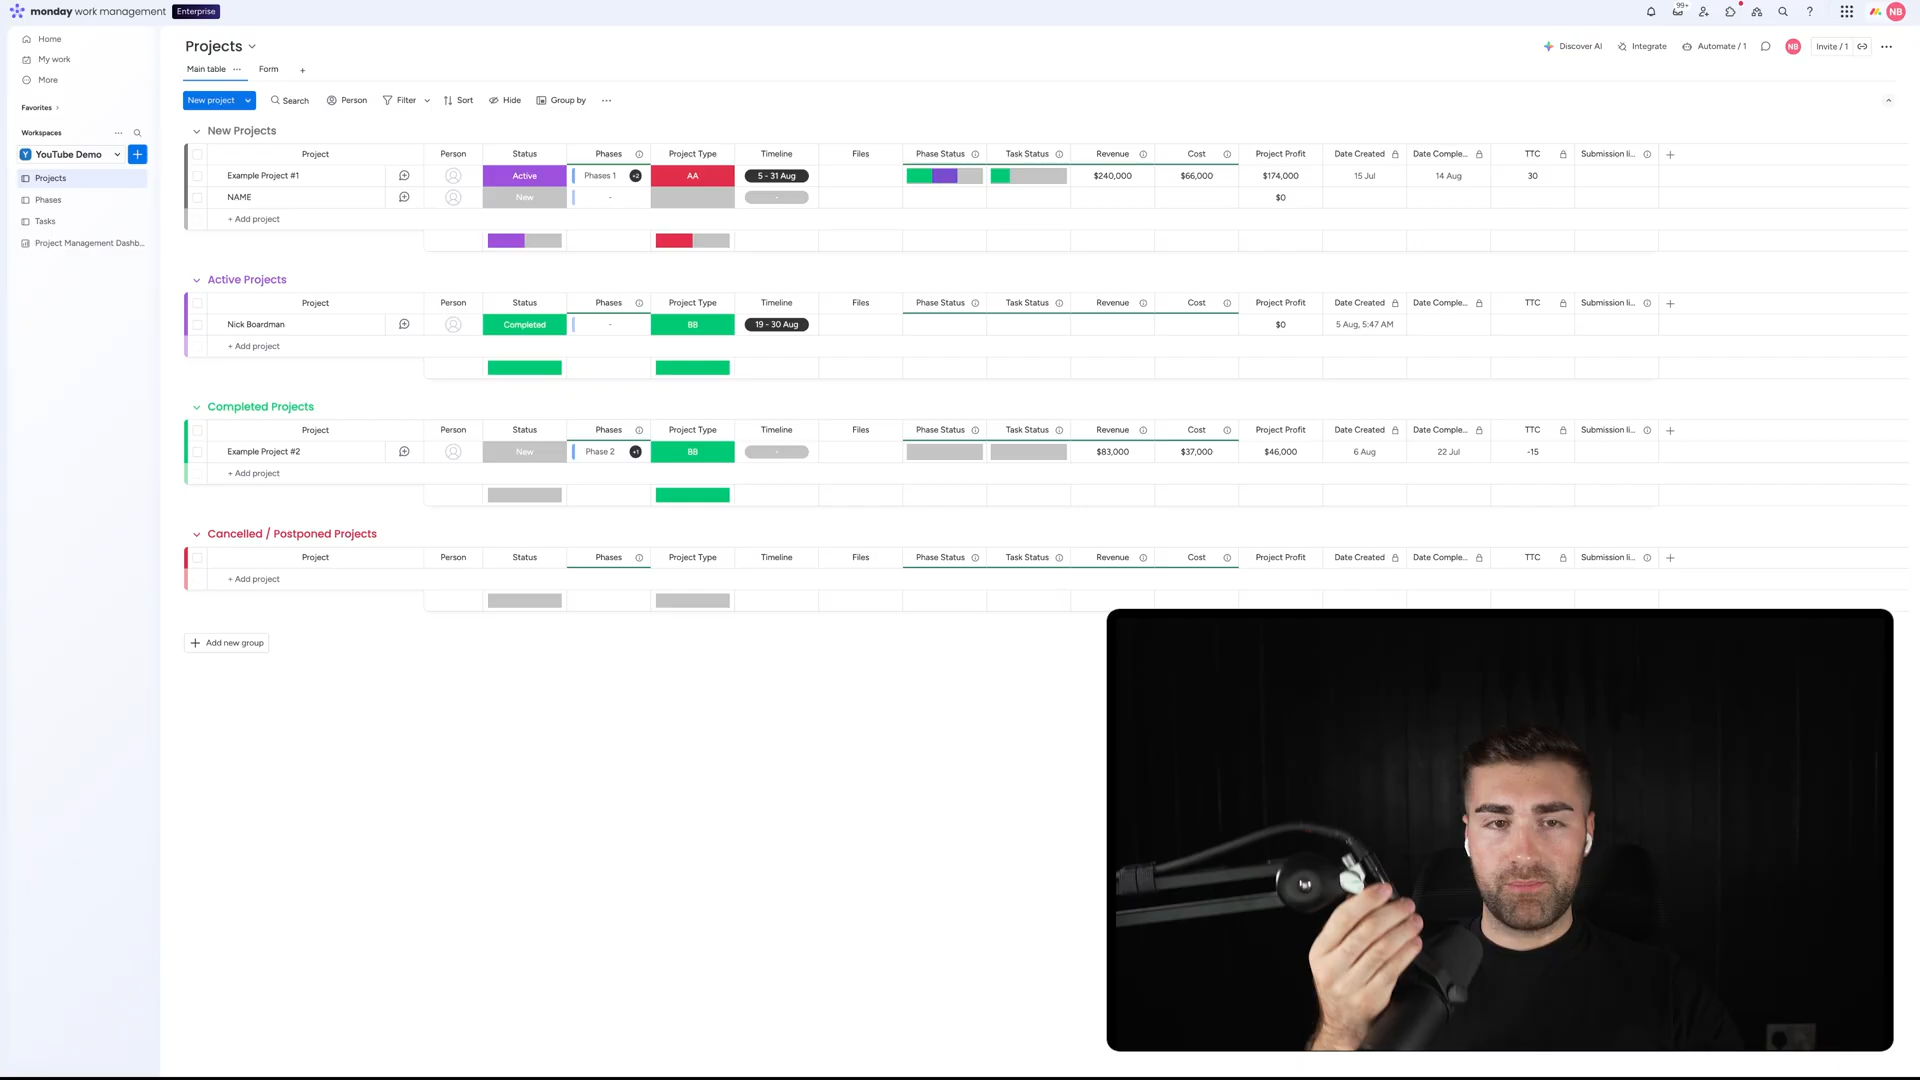 monday work management Enterprise 99+ NB
Home
My work
More
Favorites
Workspaces
YouTube Demo
Projects
Phases
Tasks
Project Management Dashb...
Projects Discover AI Integrate Automate / 1 NB Invite / 1
Main table Form
New project Search Person Filter Sort Hide Group by
New Projects
Project Person Status Phases Project Type Timeline Files Phase Status Task Status Revenue Cost Project Profit Date Created Date Comple... TTC Submission li...
Example Project #1 Active Phases 1 +2 AA 5 - 31 Aug $240,000 $66,000 $174,000 15 Jul 14 Aug 30
NAME New - - $0
+ Add project
Active Projects
Project Person Status Phases Project Type Timeline Files Phase Status Task Status Revenue Cost Project Profit Date Created Date Comple... TTC Submission li...
Nick Boardman Completed - BB 19 - 30 Aug $0 5 Aug, 5:47 AM
+ Add project
Completed Projects
Project Person Status Phases Project Type Timeline Files Phase Status Task Status Revenue Cost Project Profit Date Created Date Comple... TTC Submission li...
Example Project #2 New Phase 2 +1 BB - $83,000 $37,000 $46,000 6 Aug 22 Jul -15
+ Add project
Cancelled / Postponed Projects
Project Person Status Phases Project Type Timeline Files Phase Status Task Status Revenue Cost Project Profit Date Created Date Comple... TTC Submission li...
+ Add project
+ Add new group